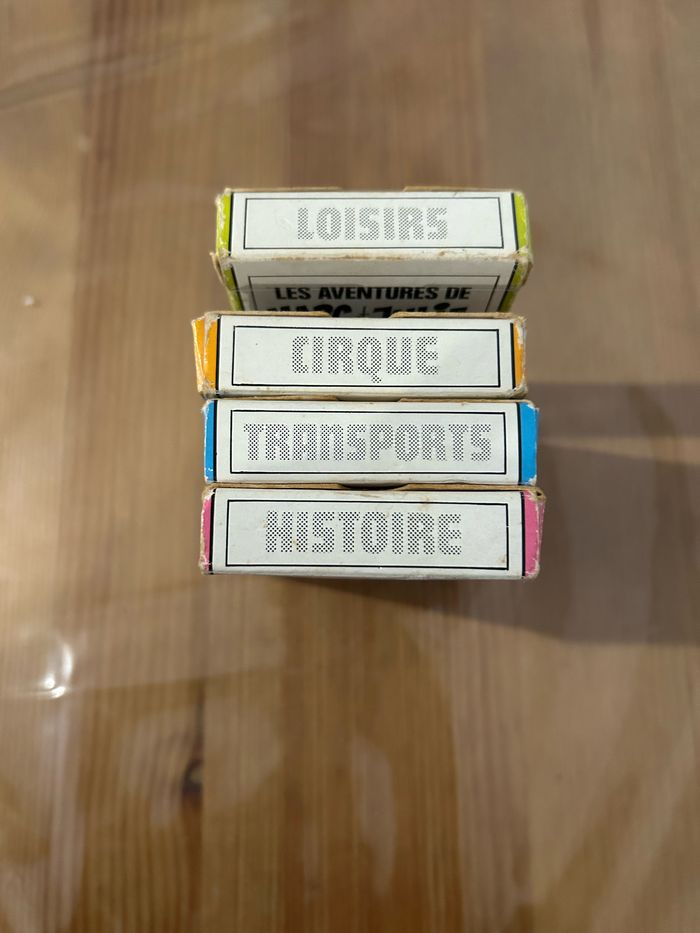 LOISIRS
LES AVENTURES DE
CIRQUE
TRANSPORTS
HISTOIRE